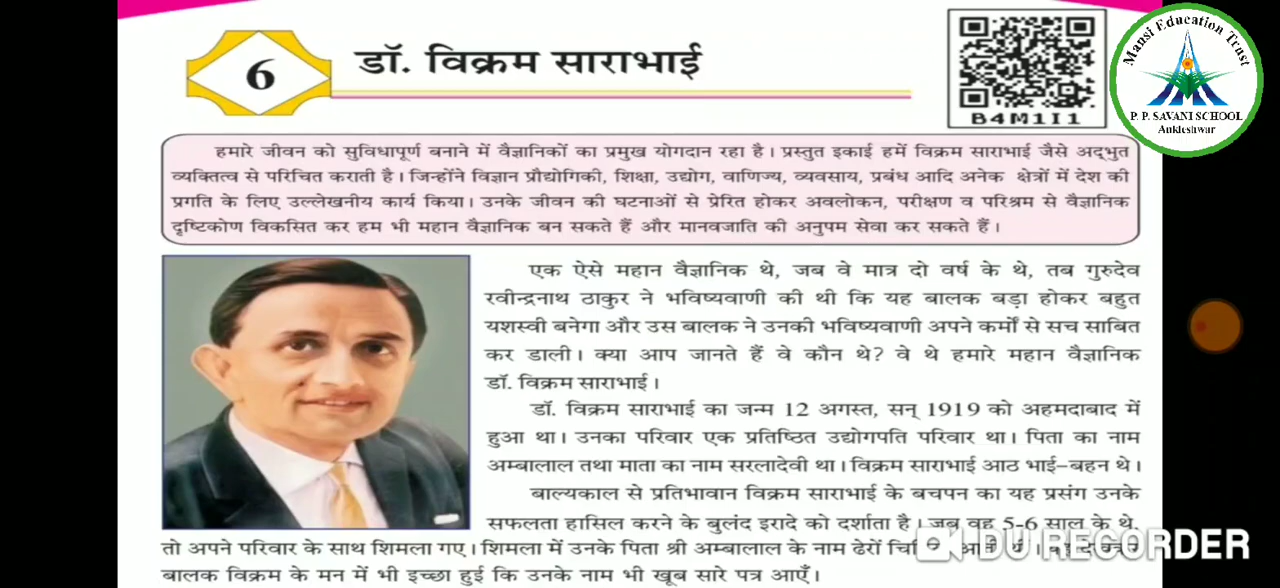 6
डॉ. विक्रम साराभाई
B4M1I1
Mansi Education Trust
P. P. SAVANI SCHOOL
Ankleshwar
हमारे जीवन को सुविधापूर्ण बनाने में वैज्ञानिकों का प्रमुख योगदान रहा है। प्रस्तुत इकाई हमें विक्रम साराभाई जैसे अद्भुत
व्यक्तित्व से परिचित कराती है। जिन्होंने विज्ञान प्रौद्योगिकी, शिक्षा, उद्योग, वाणिज्य, व्यवसाय, प्रबंध आदि अनेक क्षेत्रों में देश की
प्रगति के लिए उल्लेखनीय कार्य किया। उनके जीवन की घटनाओं से प्रेरित होकर अवलोकन, परीक्षण व परिश्रम से वैज्ञानिक
दृष्टिकोण विकसित कर हम भी महान वैज्ञानिक बन सकते हैं और मानवजाति की अनुपम सेवा कर सकते हैं।
एक ऐसे महान वैज्ञानिक थे, जब वे मात्र दो वर्ष के थे, तब गुरुदेव
रवीन्द्रनाथ ठाकुर ने भविष्यवाणी की थी कि यह बालक बड़ा होकर बहुत
यशस्वी बनेगा और उस बालक ने उनकी भविष्यवाणी अपने कर्मों से सच साबित
कर डाली। क्या आप जानते हैं वे कौन थे? वे थे हमारे महान वैज्ञानिक
डॉ. विक्रम साराभाई।
डॉ. विक्रम साराभाई का जन्म 12 अगस्त, सन् 1919 को अहमदाबाद में
हुआ था। उनका परिवार एक प्रतिष्ठित उद्योगपति परिवार था। पिता का नाम
अम्बालाल तथा माता का नाम सरलादेवी था। विक्रम साराभाई आठ भाई-बहन थे।
बाल्यकाल से प्रतिभावान विक्रम साराभाई के बचपन का यह प्रसंग उनके
सफलता हासिल करने के बुलंद इरादे को दर्शाता है। जब वह 5-6 साल के थे,
तो अपने परिवार के साथ शिमला गए। शिमला में उनके पिता श्री अम्बालाल के नाम ढेरों
DU RECORDER
बालक विक्रम के मन में भी इच्छा हुई कि उनके नाम भी खूब सारे पत्र आएँ।